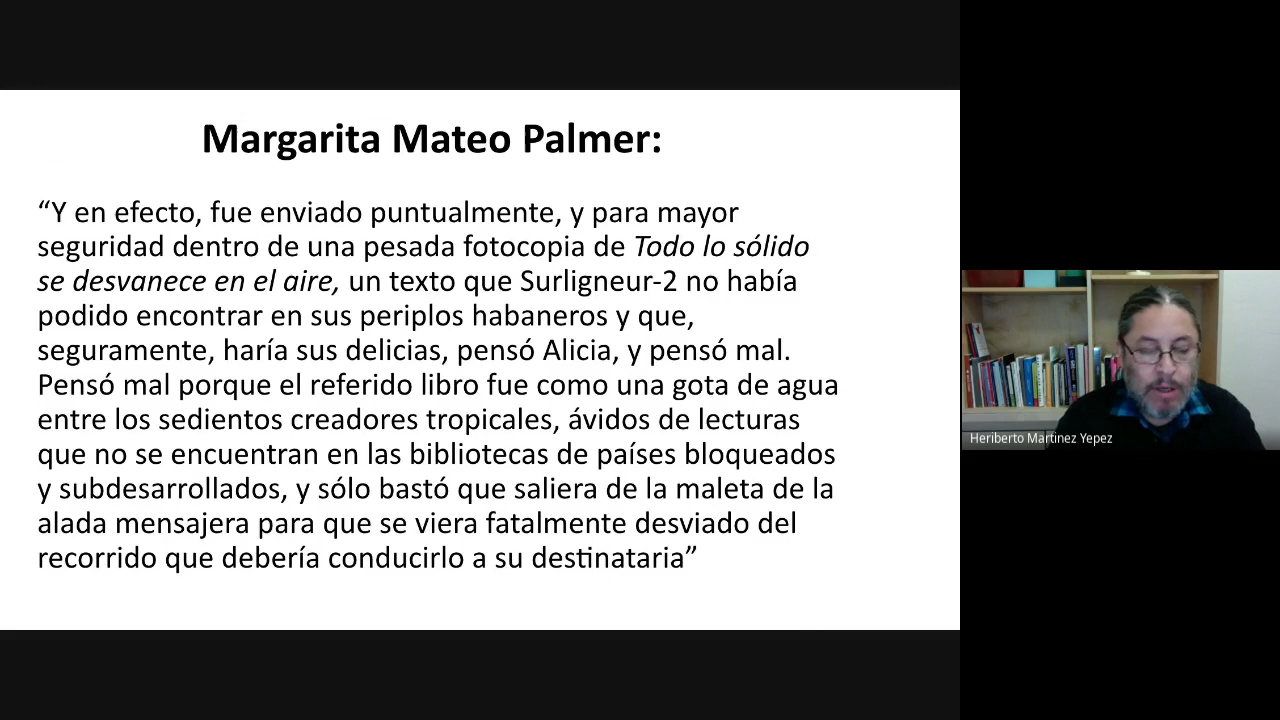 Margarita Mateo Palmer:
“Y en efecto, fue enviado puntualmente, y para mayor
seguridad dentro de una pesada fotocopia de Todo lo sólido
se desvanece en el aire, un texto que Surligneur-2 no había
podido encontrar en sus periplos habaneros y que,
seguramente, haría sus delicias, pensó Alicia, y pensó mal.
Pensó mal porque el referido libro fue como una gota de agua
entre los sedientos creadores tropicales, ávidos de lecturas
que no se encuentran en las bibliotecas de países bloqueados
y subdesarrollados, y sólo bastó que saliera de la maleta de la
alada mensajera para que se viera fatalmente desviado del
recorrido que debería conducirlo a su destinataria”
Heriberto Martinez Yepez